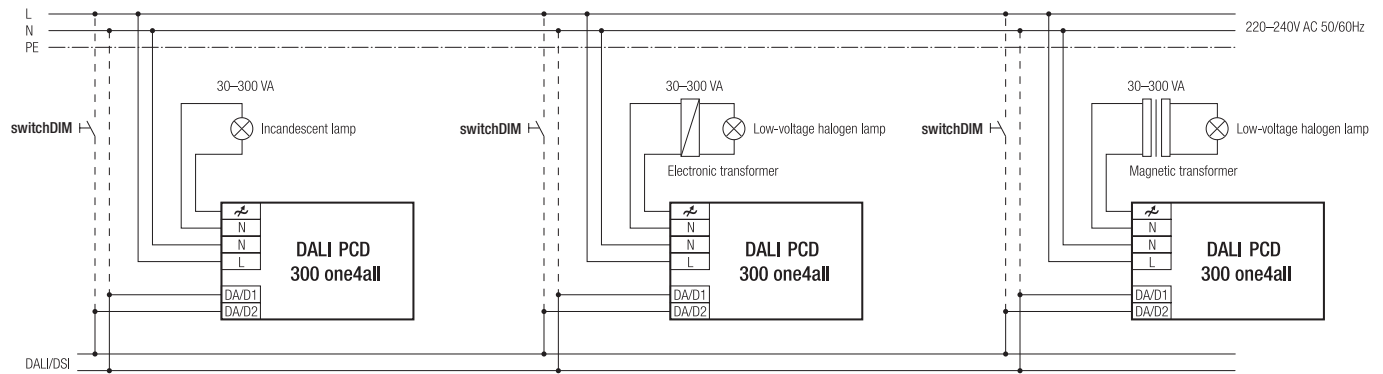 L
N
PE
220–240V AC 50/60Hz
30–300 VA
switchDIM
Incandescent lamp
N
N
L
DA/D1
DA/D2
DALI PCD
300 one4all
30–300 VA
switchDIM
Low-voltage halogen lamp
Electronic transformer
N
N
L
DA/D1
DA/D2
DALI PCD
300 one4all
30–300 VA
switchDIM
Low-voltage halogen lamp
Magnetic transformer
N
N
L
DA/D1
DA/D2
DALI PCD
300 one4all
DALI/DSI